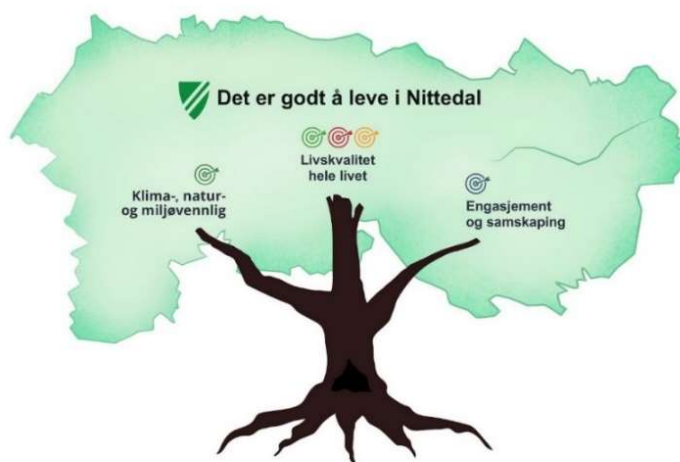 Det er godt å leve i Nittedal
Livskvalitet
hele livet
Klima-, natur-
og miljøvennlig
Engasjement
og samskaping